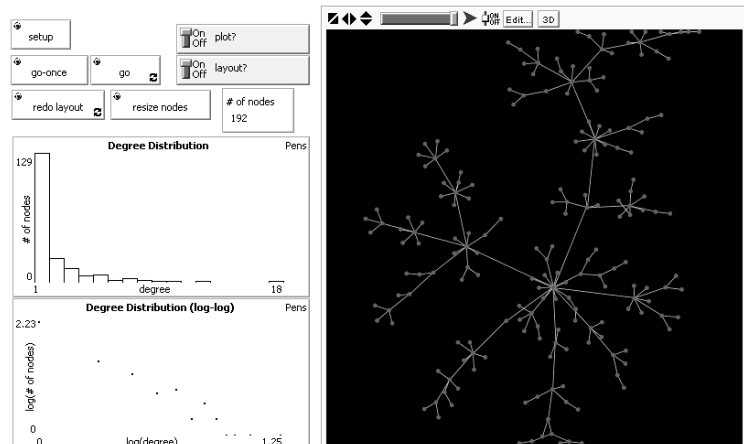 ON
OFF
Edit...
3D
setup
On
Off
plot?
go-once
go
On
Off
layout?
redo layout
resize nodes
# of nodes
192
Degree Distribution
Pens
129
# of nodes
0
1
degree
18
Degree Distribution (log-log)
Pens
2.23
log(# of nodes)
0
0
log(degree)
1.25